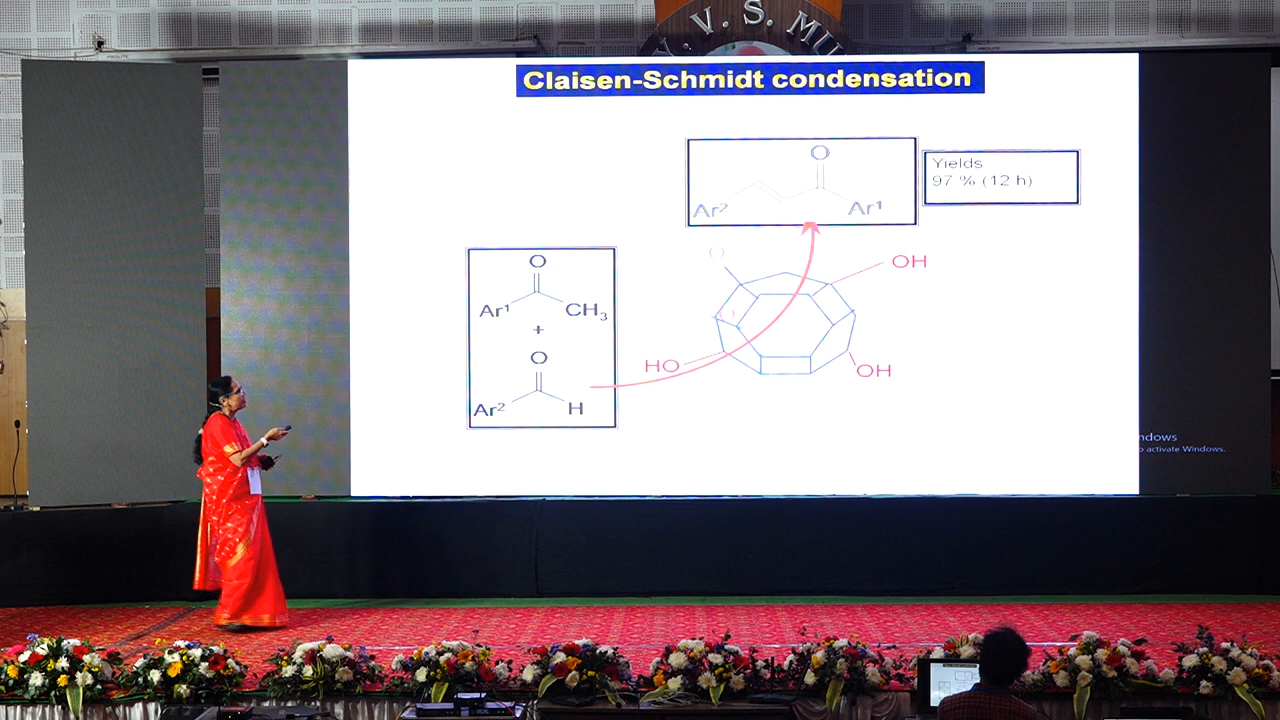 . V. S. MU
Claisen-Schmidt condensation
O
Ar² Ar¹
Yields
97 % (12 h)
O
Ar¹ CH₃
+
O
Ar² H
O
OH
O
HO
OH
ndows
o activate Windows.